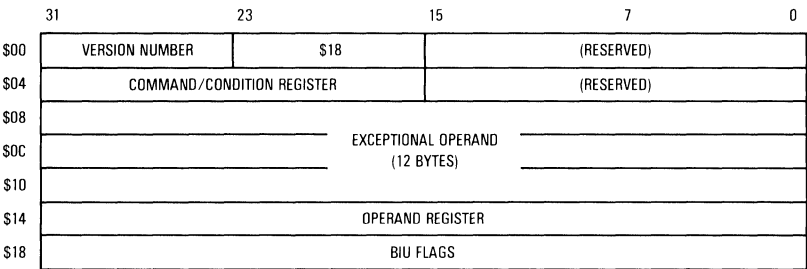 31 23 15 7 0
$00 VERSION NUMBER $18 (RESERVED)
$04 COMMAND/CONDITION REGISTER (RESERVED)
$08
EXCEPTIONAL OPERAND
$0C
(12 BYTES)
$10
$14 OPERAND REGISTER
$18 BIU FLAGS